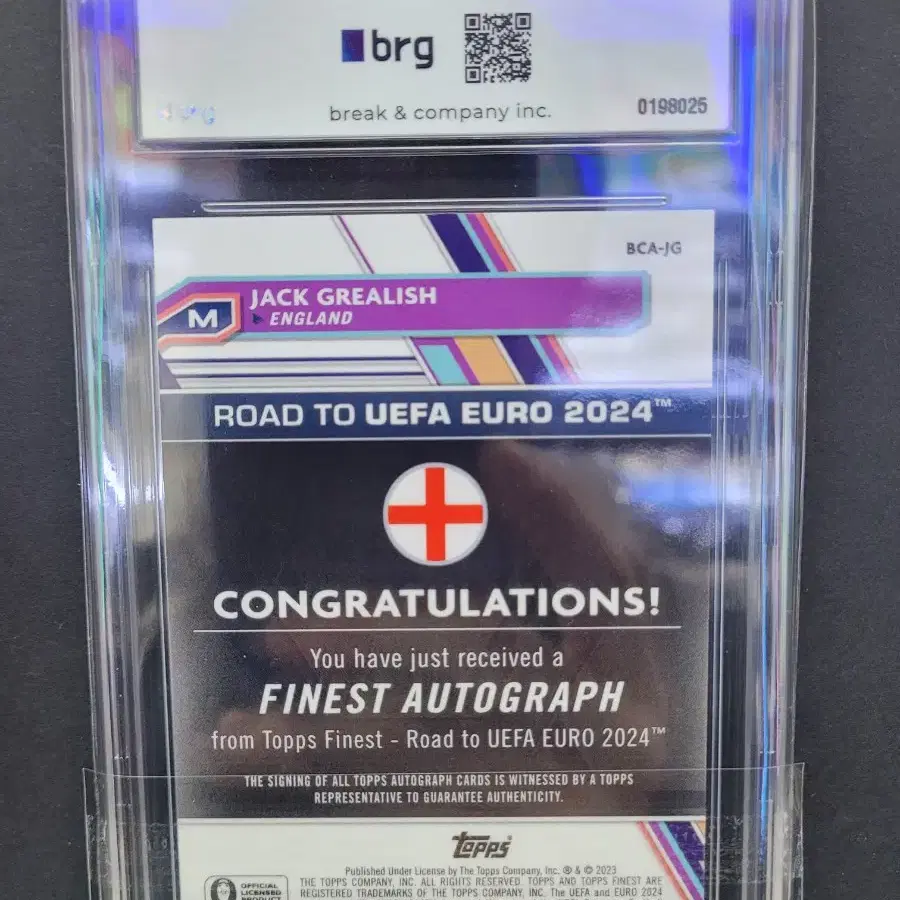 brg
break & company inc.
0198025
BCA-JG
M
JACK GREALISH
ENGLAND
ROAD TO UEFA EURO 2024™
CONGRATULATIONS!
You have just received a
FINEST AUTOGRAPH
from Topps Finest - Road to UEFA EURO 2024™
THE SIGNING OF ALL TOPPS AUTOGRAPH CARDS IS WITNESSED BY A TOPPS
REPRESENTATIVE TO GUARANTEE AUTHENTICITY.
Topps
Published Under License by The Topps Company, Inc. ® & © 2023
THE TOPPS COMPANY, INC. ALL RIGHTS RESERVED. TOPPS AND TOPPS FINEST ARE
REGISTERED TRADEMARKS OF THE TOPPS COMPANY, INC. The UEFA and EURO 2024
OFFICIAL
LICENSED
PRODUCT